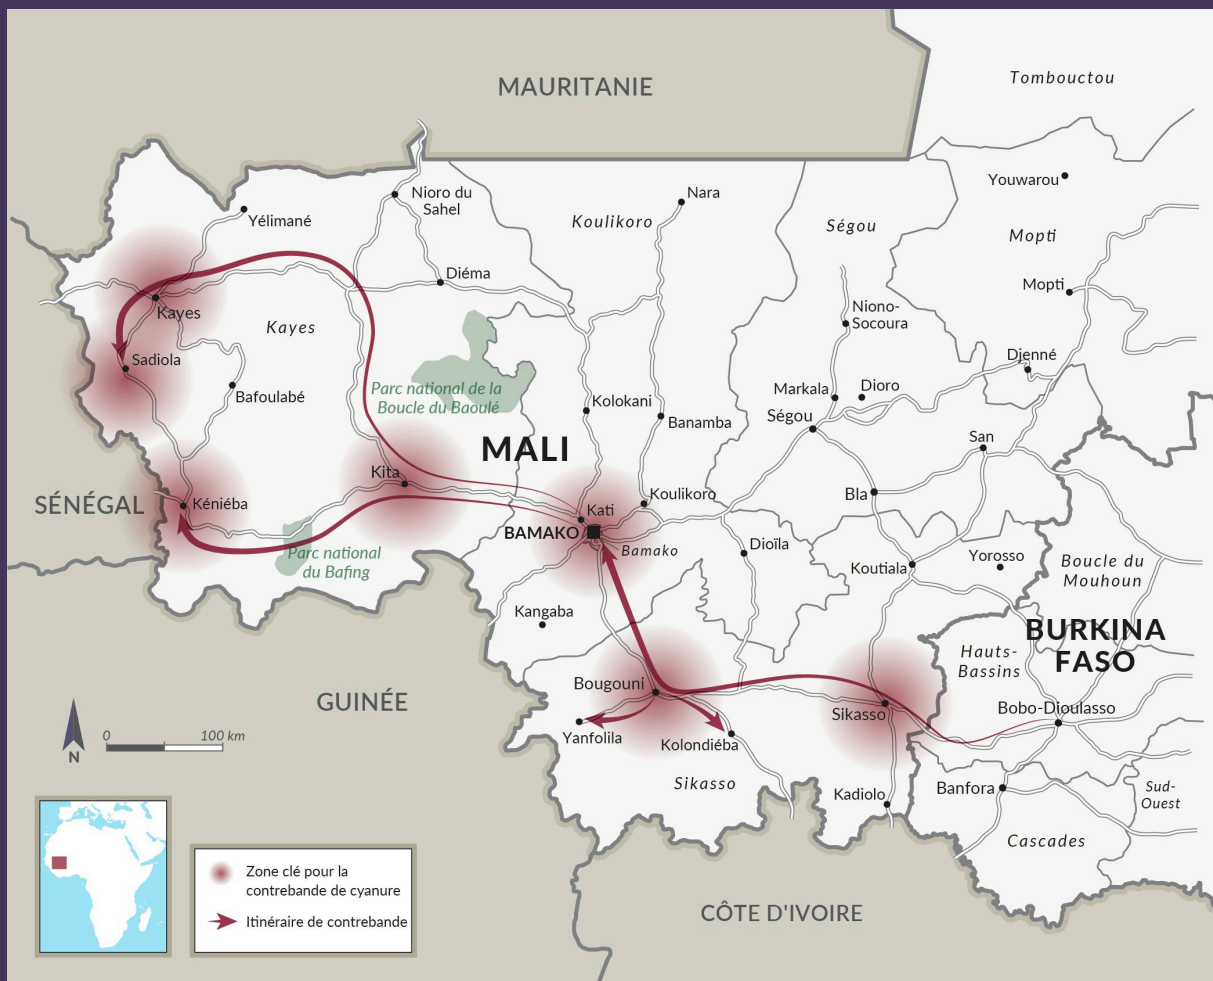 MAURITANIE
Tombouctou
Youwarou
Nioro du
Sahel
Nara
Yélimané
Koulikoro
Ségou
Mopti
Diéma
Mopti
Kayes
Kayes
Niono-
Socoura
Sadiola
Djenné
Bafoulabé
Parc national de la
Boucle du Baoulé
Kolokani
Markala
Dioro
Ségou
Banamba
MALI
San
Kita
SÉNÉGAL
Kéniéba
Koulikoro
Bla
Kati
BAMAKO
Bamako
Parc national
du Bafing
Dioïla
Koutiala
Yorosso
Boucle du
Mouhoun
Kangaba
BURKINA
FASO
Hauts-
Bassins
GUINÉE
Bougouni
Sikasso
Bobo-Dioulasso
Yanfolila
Kolondiéba
0
100 km
N
Sikasso
Kadiolo
Banfora
Sud-
Ouest
Cascades
Zone clé pour la
contrebande de cyanure
Itinéraire de contrebande
CÔTE D'IVOIRE